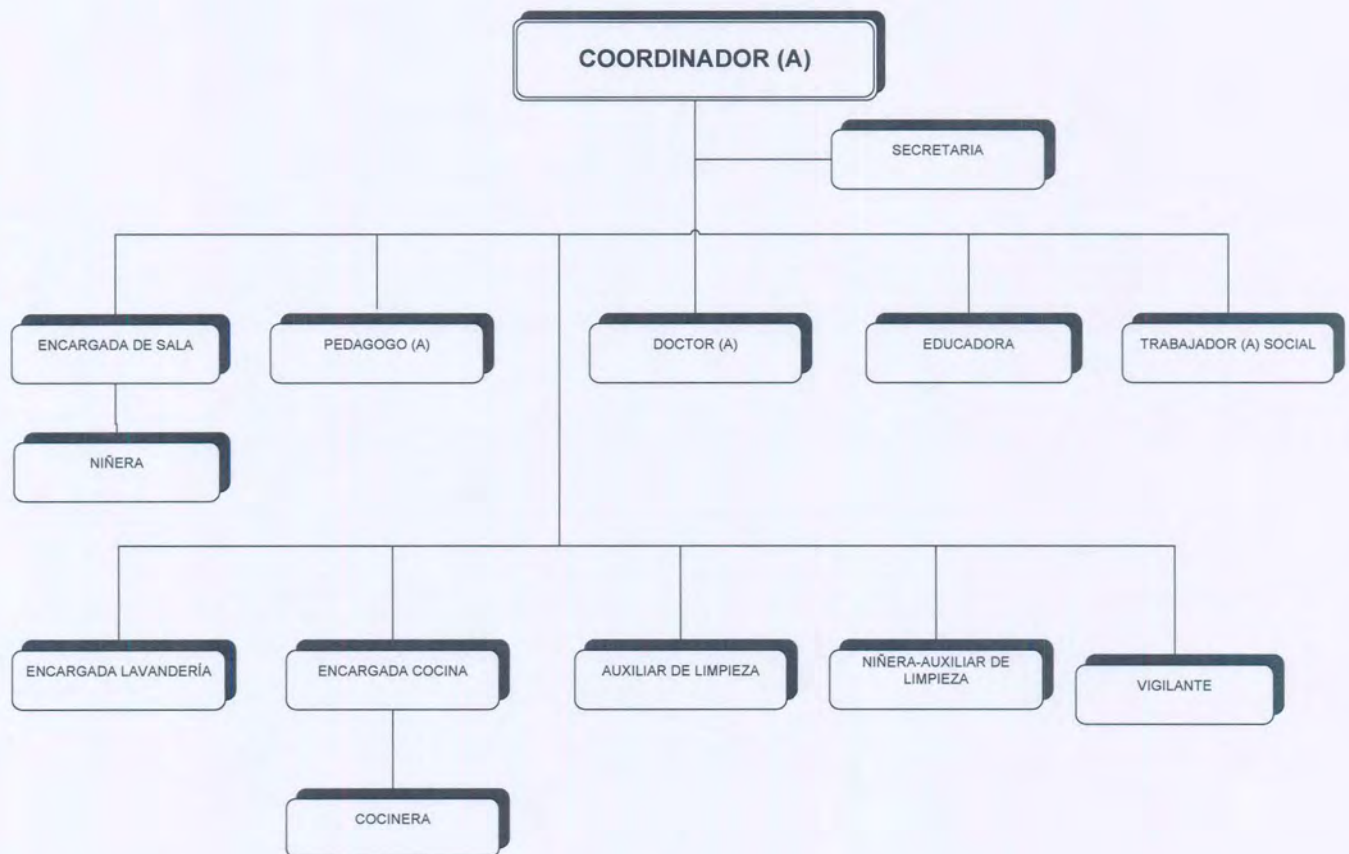 COORDINADOR (A)
SECRETARIA
ENCARGADA DE SALA
PEDAGOGO (A)
DOCTOR (A)
EDUCADORA
TRABAJADOR (A) SOCIAL
NIÑERA
ENCARGADA LAVANDERÍA
ENCARGADA COCINA
AUXILIAR DE LIMPIEZA
NIÑERA-AUXILIAR DE
LIMPIEZA
VIGILANTE
COCINERA